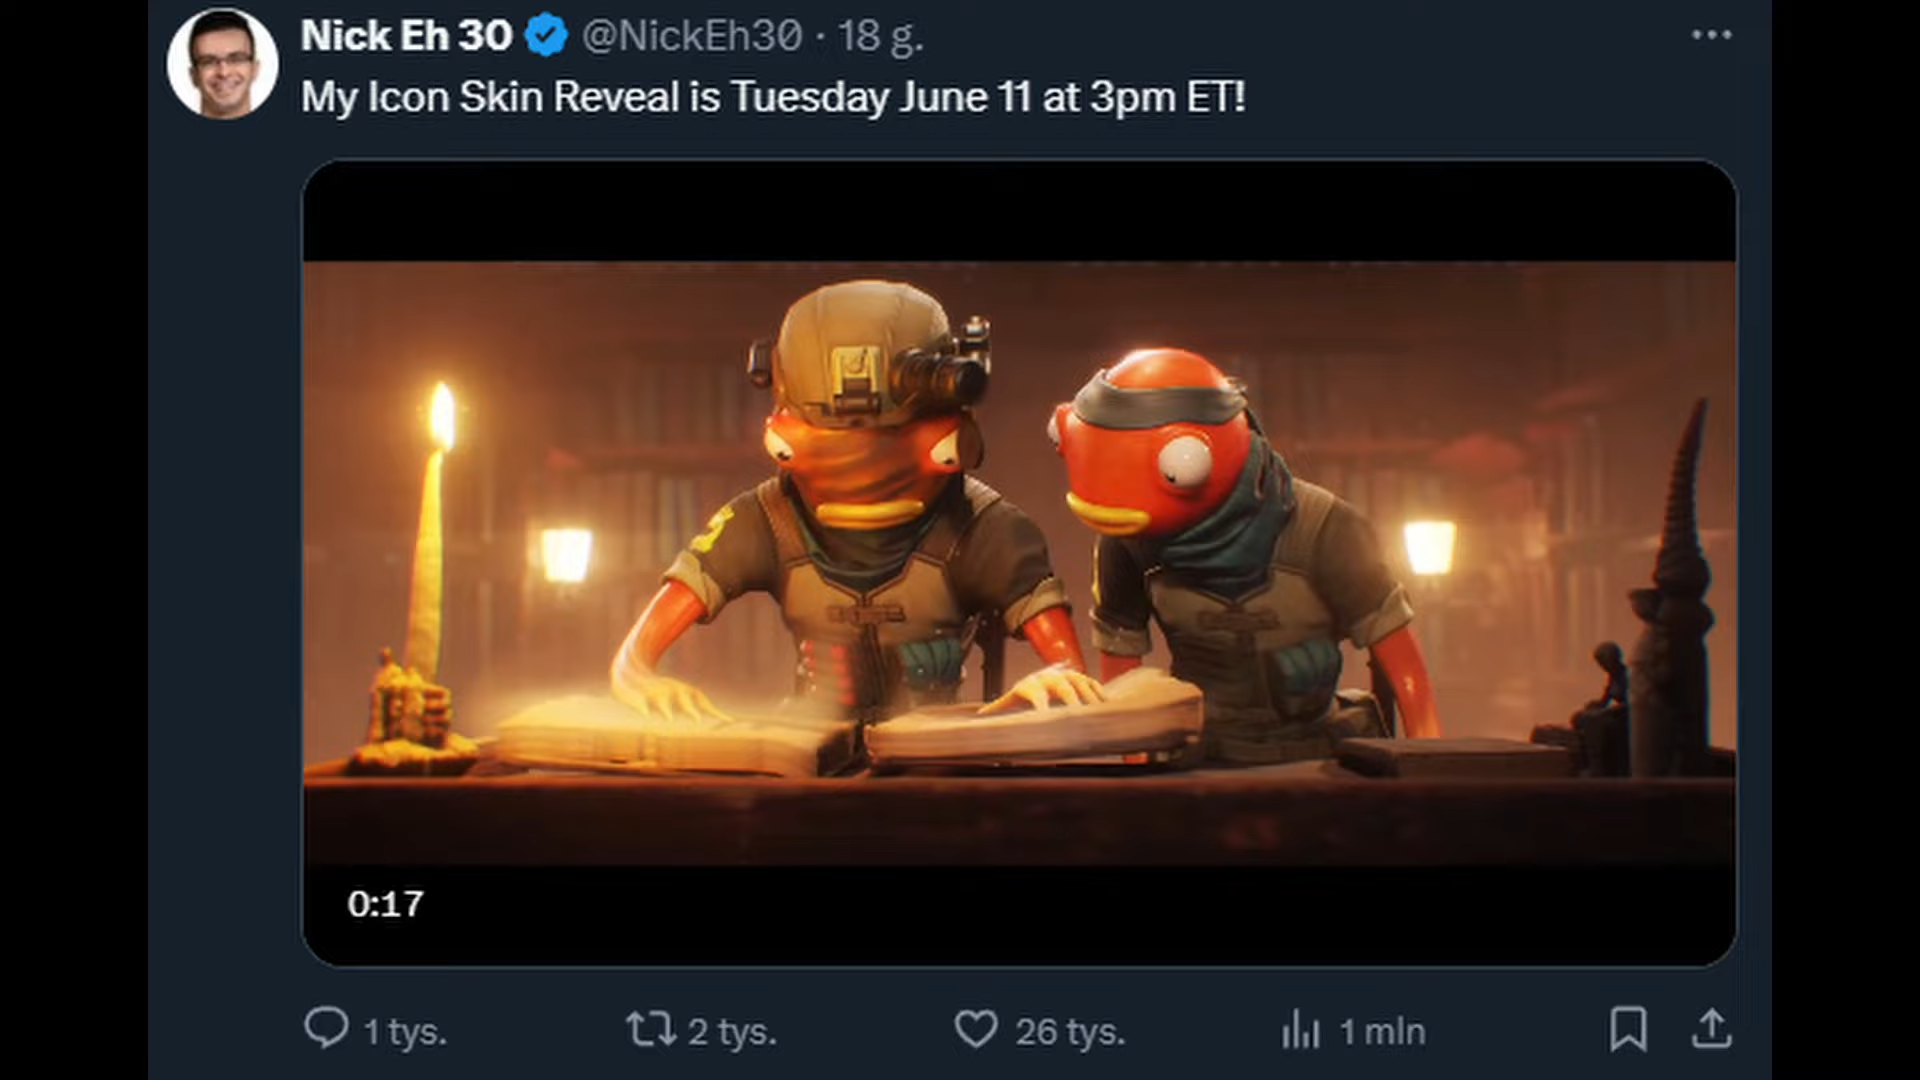 Nick Eh 30 @NickEh30 · 18 g.
My Icon Skin Reveal is Tuesday June 11 at 3pm ET!
0:17
1 tys. 2 tys. 26 tys. 1 mln